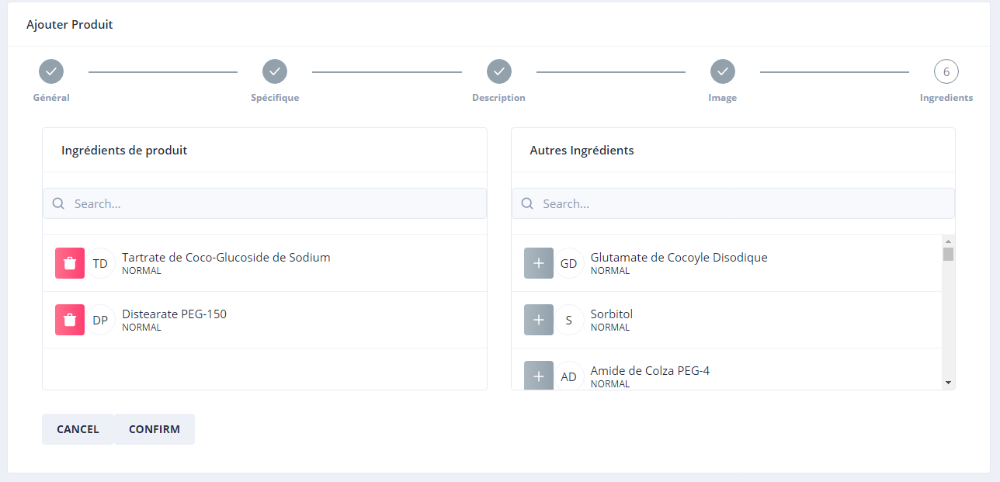 Ajouter Produit
6
Général
Spécifique
Description
Image
Ingredients
Ingrédients de produit
Search...
TD
Tartrate de Coco-Glucoside de Sodium
NORMAL
DP
Distearate PEG-150
NORMAL
Autres Ingrédients
Search...
GD
Glutamate de Cocoyle Disodique
NORMAL
S
Sorbitol
NORMAL
AD
Amide de Colza PEG-4
NORMAL
CANCEL
CONFIRM